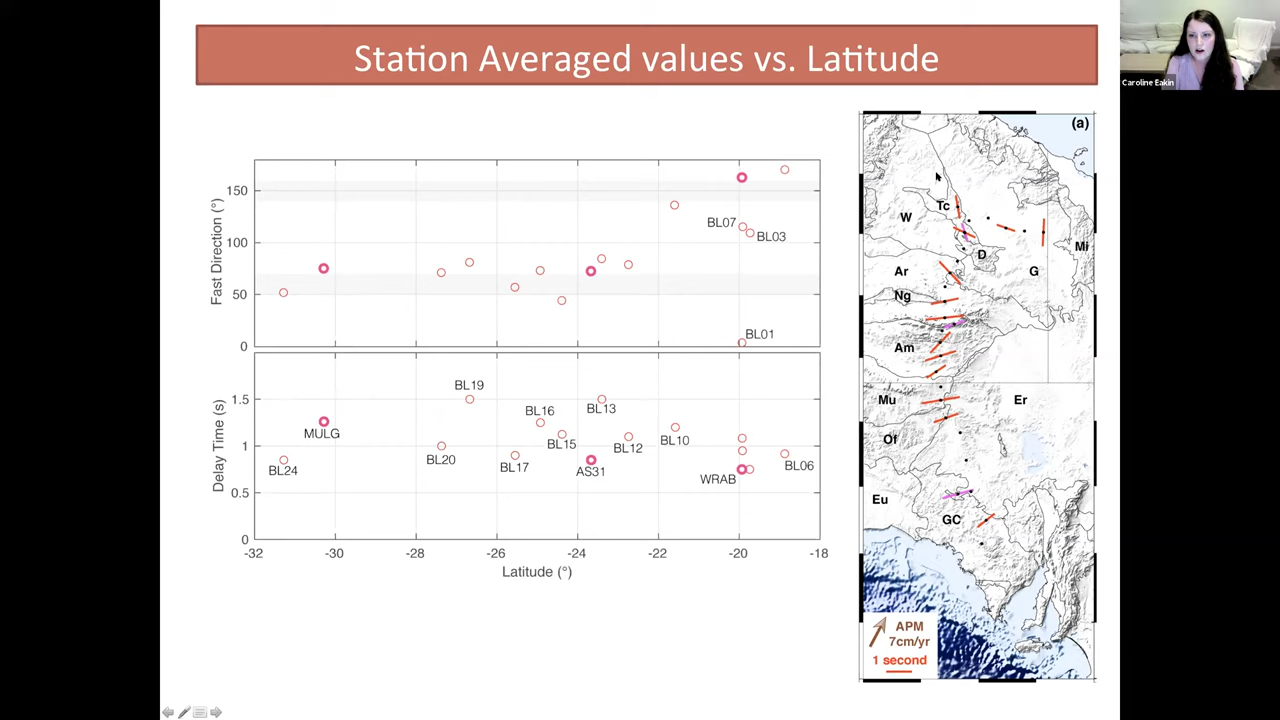 Station Averaged values vs. Latitude
Caroline Eakin
150
100
50
0
Fast Direction (°)
BL07
BL03
BL01
1.5
1
0.5
0
Delay Time (s)
BL24
MULG
BL20
BL19
BL17
BL16
BL15
AS31
BL13
BL12
BL10
WRAB
BL06
-32
-30
-28
-26
-24
-22
-20
-18
Latitude (°)
(a)
Tc
W
Mi
D
Ar
G
Ng
Am
Mu
Er
Of
Eu
GC
APM
7cm/yr
1 second